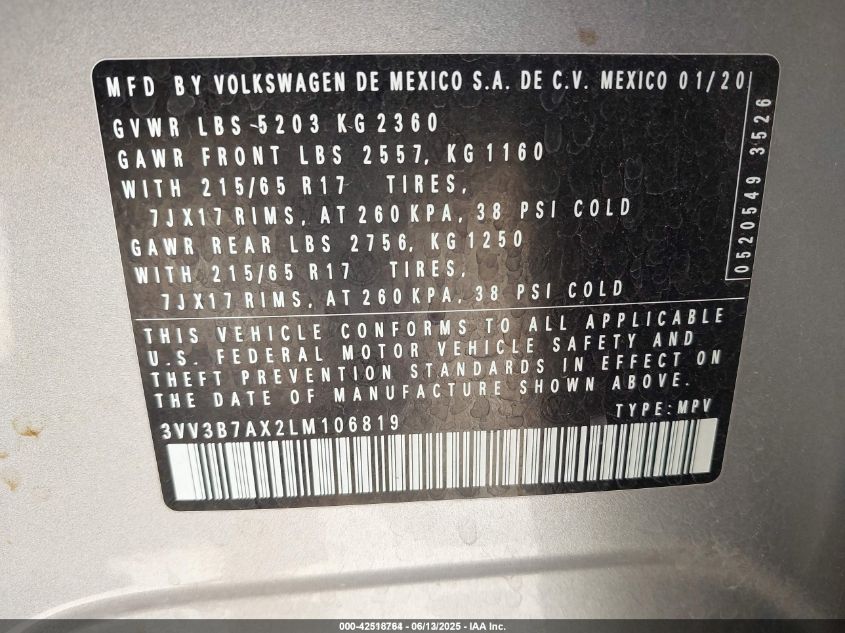 MFD BY VOLKSWAGEN DE MEXICO S.A. DE C.V. MEXICO 01/20
GVWR LBS 5203 KG 2360
GAWR FRONT LBS 2557, KG 1160
WITH 215/65 R17 TIRES,
7JX17 RIMS, AT 260 KPA, 38 PSI COLD
GAWR REAR LBS 2756, KG 1250
WITH 215/65 R17 TIRES,
7JX17 RIMS, AT 260 KPA, 38 PSI COLD
0520549 3526
THIS VEHICLE CONFORMS TO ALL APPLICABLE
U.S. FEDERAL MOTOR VEHICLE SAFETY AND
THEFT PREVENTION STANDARDS IN EFFECT ON
THE DATE OF MANUFACTURE SHOWN ABOVE.
TYPE: MPV
3VV3B7AX2LM106819
000-42518764 - 06/13/2025 - IAA Inc.